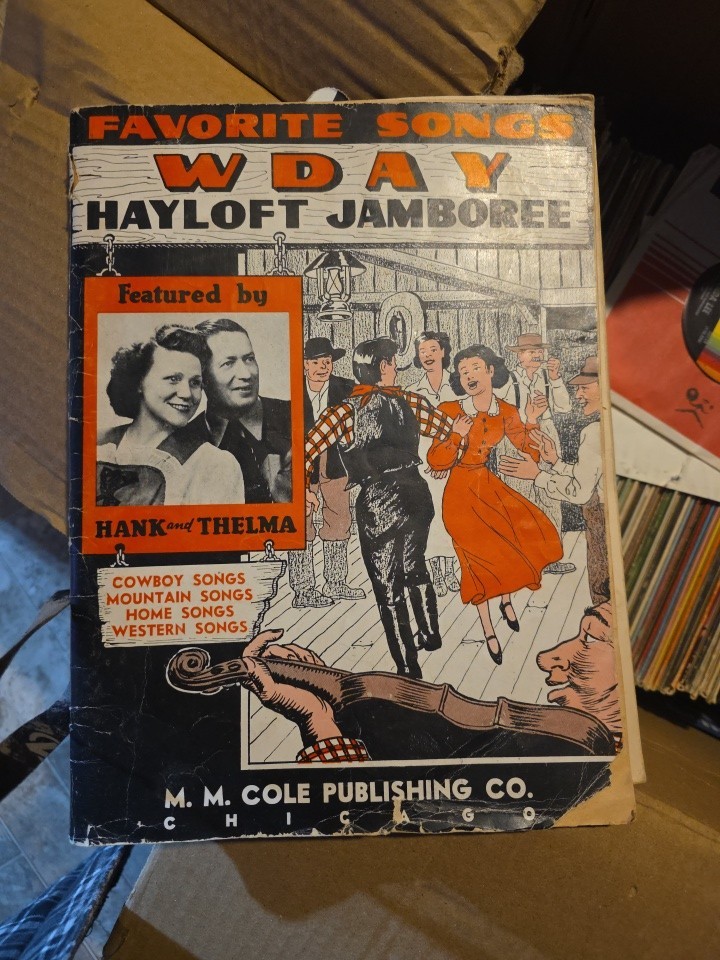 FAVORITE SONGS
WDAY
HAYLOFT JAMBOREE
Featured by
HANK and THELMA
COWBOY SONGS
MOUNTAIN SONGS
HOME SONGS
WESTERN SONGS
M. M. COLE PUBLISHING CO.
CHICAGO